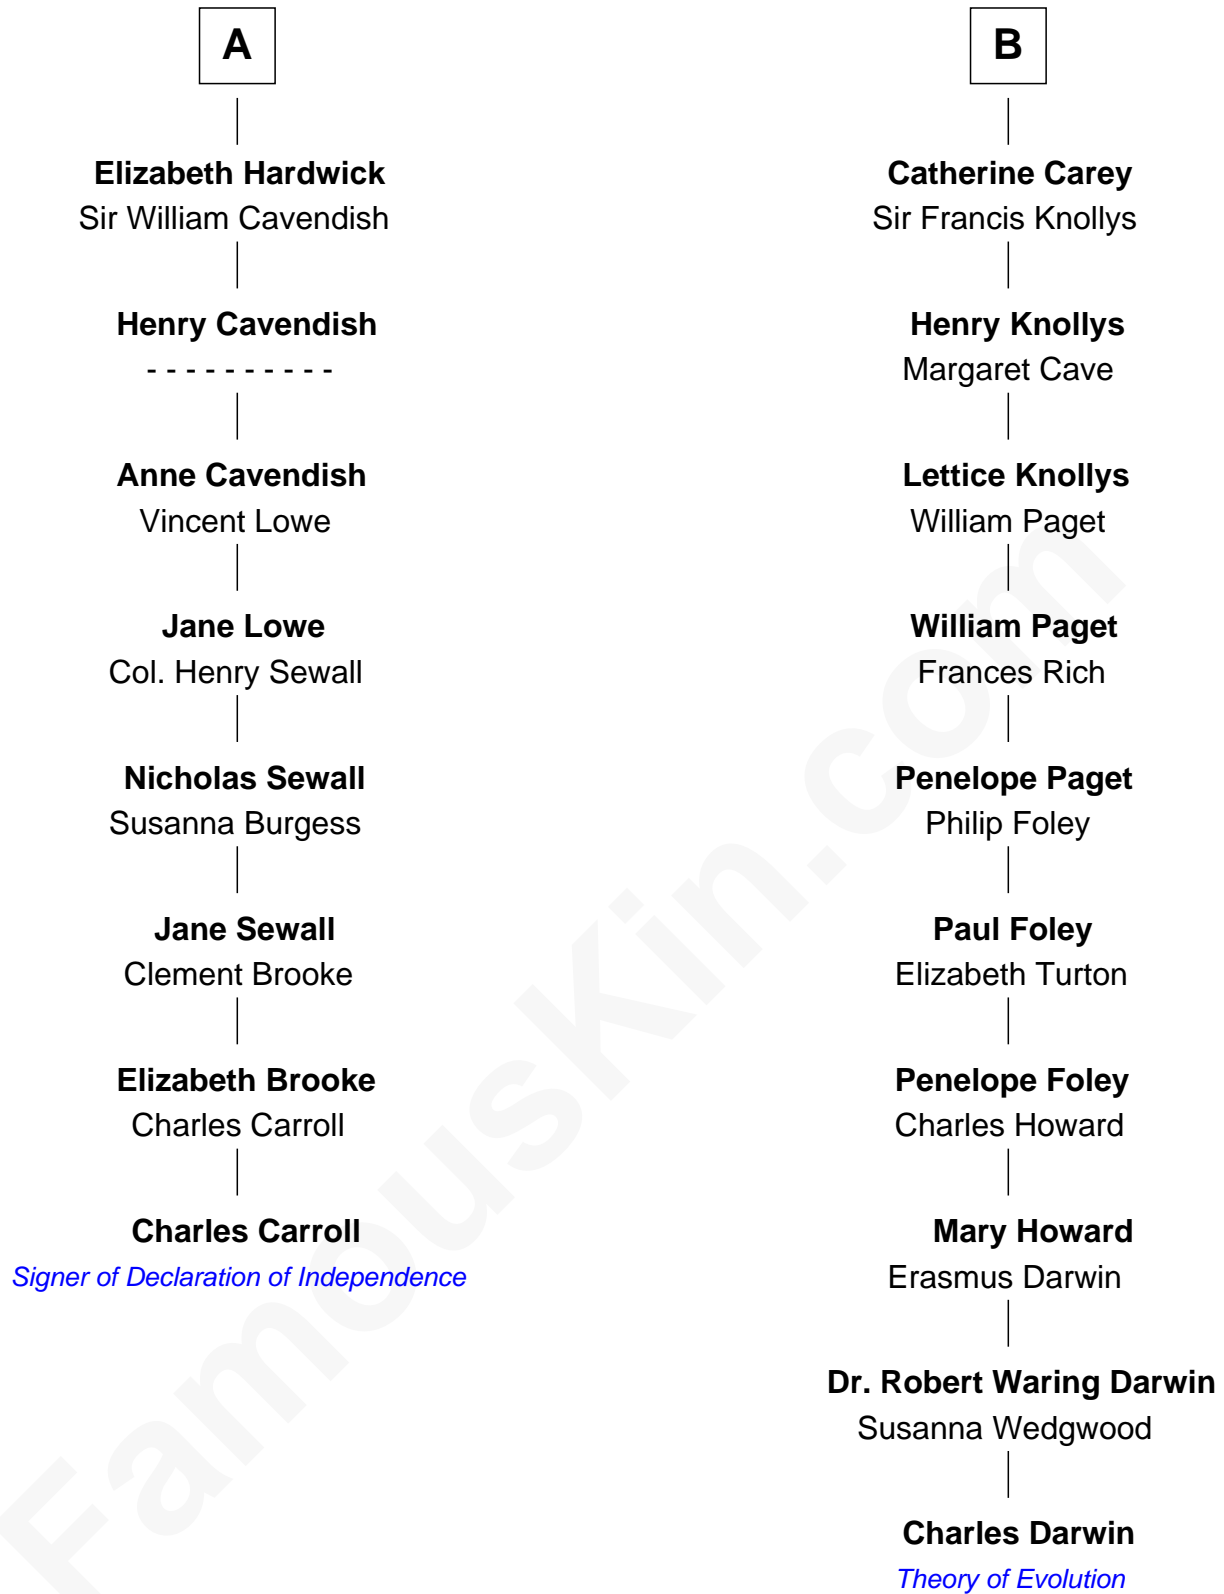 A
Elizabeth Hardwick
Sir William Cavendish
Henry Cavendish
- - - - - - - - - -
Anne Cavendish
Vincent Lowe
Jane Lowe
Col. Henry Sewall
Nicholas Sewall
Susanna Burgess
Jane Sewall
Clement Brooke
Elizabeth Brooke
Charles Carroll
Charles Carroll
Signer of Declaration of Independence
B
Catherine Carey
Sir Francis Knollys
Henry Knollys
Margaret Cave
Lettice Knollys
William Paget
William Paget
Frances Rich
Penelope Paget
Philip Foley
Paul Foley
Elizabeth Turton
Penelope Foley
Charles Howard
Mary Howard
Erasmus Darwin
Dr. Robert Waring Darwin
Susanna Wedgwood
Charles Darwin
Theory of Evolution
FamousKin.com